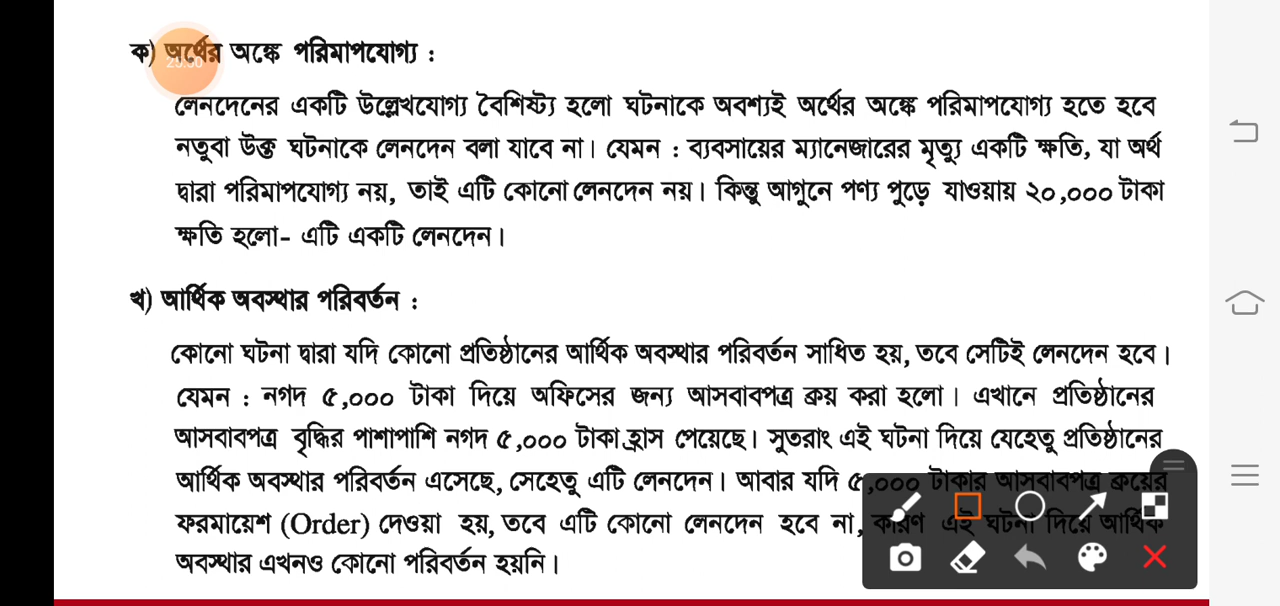 ক) অর্থের অঙ্কে পরিমাপযোগ্য :
লেনদেনের একটি উল্লেখযোগ্য বৈশিষ্ট্য হলো ঘটনাকে অবশ্যই অর্থের অঙ্কে পরিমাপযোগ্য হতে হবে
নতুবা উক্ত ঘটনাকে লেনদেন বলা যাবে না। যেমন : ব্যবসায়ের ম্যানেজারের মৃত্যু একটি ক্ষতি, যা অর্থ
দ্বারা পরিমাপযোগ্য নয়, তাই এটি কোনো লেনদেন নয়। কিন্তু আগুনে পণ্য পুড়ে যাওয়ায় ২০,০০০ টাকা
ক্ষতি হলো- এটি একটি লেনদেন।
খ) আর্থিক অবস্থার পরিবর্তন :
কোনো ঘটনা দ্বারা যদি কোনো প্রতিষ্ঠানের আর্থিক অবস্থার পরিবর্তন সাধিত হয়, তবে সেটিই লেনদেন হবে।
যেমন : নগদ ৫,০০০ টাকা দিয়ে অফিসের জন্য আসবাবপত্র ক্রয় করা হলো। এখানে প্রতিষ্ঠানের
আসবাবপত্র বৃদ্ধির পাশাপাশি নগদ ৫,০০০ টাকা হ্রাস পেয়েছে। সুতরাং এই ঘটনা দিয়ে যেহেতু প্রতিষ্ঠানের
আর্থিক অবস্থার পরিবর্তন এসেছে, সেহেতু এটি লেনদেন। আবার যদি ৫,০০০ টাকার আসবাবপত্র ক্রয়ের
ফরমায়েশ (Order) দেওয়া হয়, তবে এটি কোনো লেনদেন হবে না, কারণ এই ঘটনা দিয়ে আর্থিক
অবস্থার এখনও কোনো পরিবর্তন হয়নি।